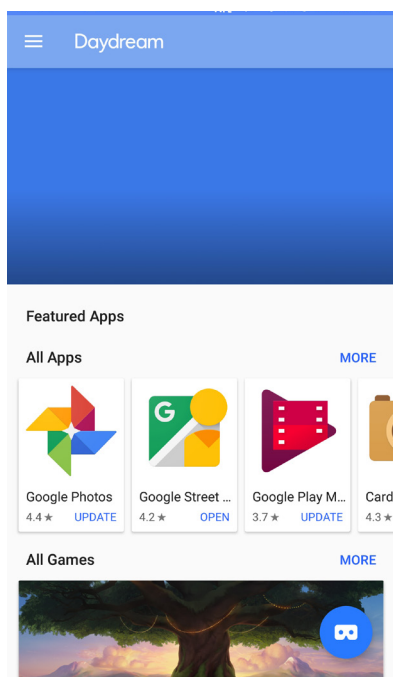 Daydream
Featured Apps
All Apps MORE
Google Photos Google Street ... Google Play M... Card
4.4 ★ UPDATE 4.2 ★ OPEN 3.7 ★ UPDATE 4.3 ★
All Games MORE